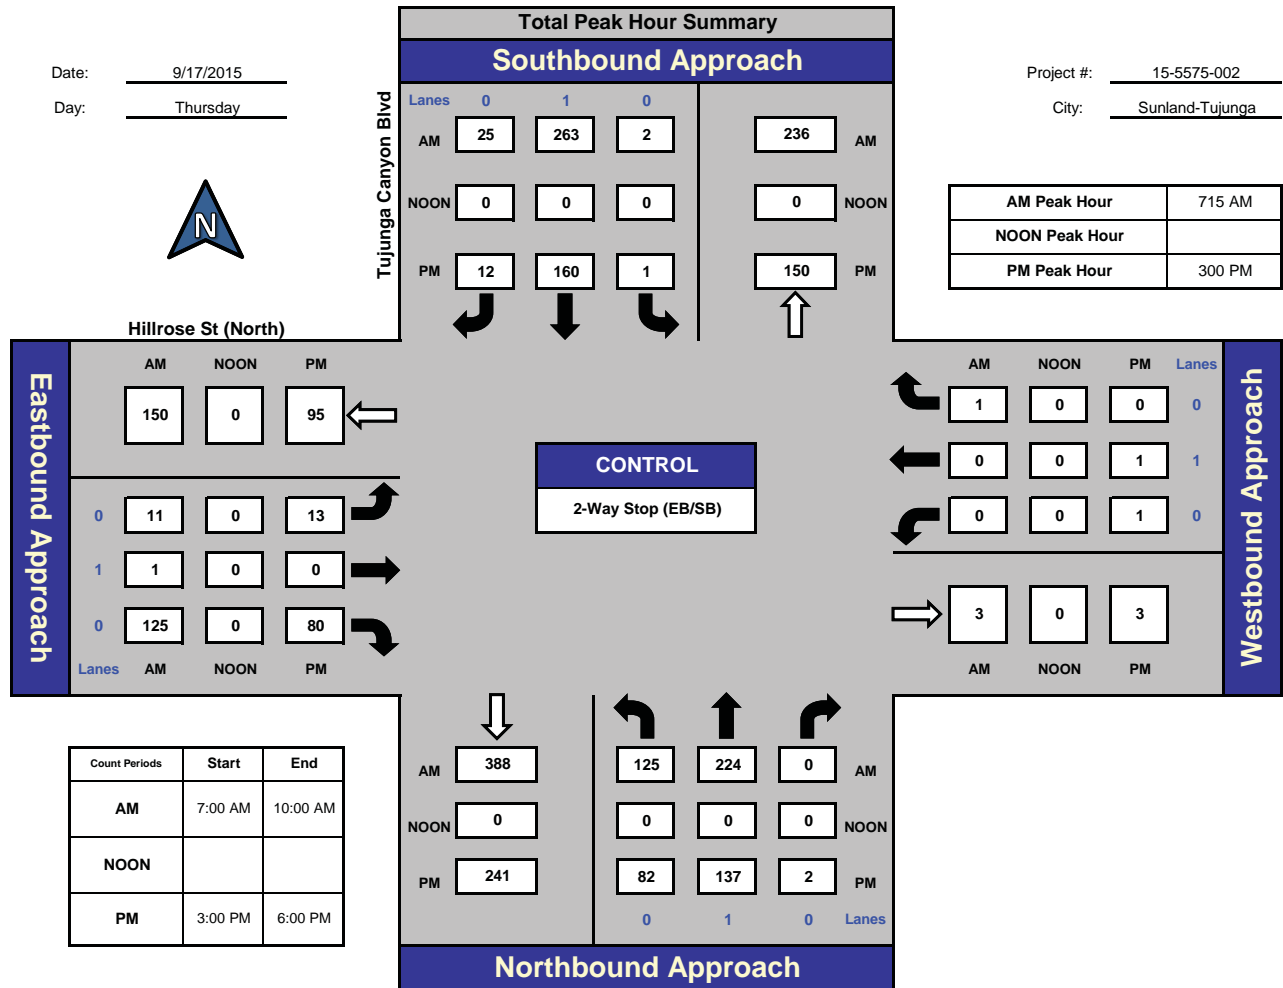 Total Peak Hour Summary
Southbound Approach
Date: 9/17/2015
Day: Thursday
Project #: 15-5575-002
City: Sunland-Tujunga
N
Tujunga Canyon Blvd
Lanes 0 1 0
AM 25 263 2 236 AM
NOON 0 0 0 0 NOON
PM 12 160 1 150 PM
AM Peak Hour 715 AM
NOON Peak Hour
PM Peak Hour 300 PM
Hillrose St (North)
Eastbound Approach
AM NOON PM
150 0 95
0 11 0 13
1 1 0 0
0 125 0 80
Lanes AM NOON PM
CONTROL
2-Way Stop (EB/SB)
AM NOON PM Lanes
1 0 0 0
0 0 1 1
0 0 1 0
3 0 3
AM NOON PM
Westbound Approach
Count Periods Start End
AM 7:00 AM 10:00 AM
NOON
PM 3:00 PM 6:00 PM
AM 388 125 224 0 AM
NOON 0 0 0 0 NOON
PM 241 82 137 2 PM
0 1 0 Lanes
Northbound Approach